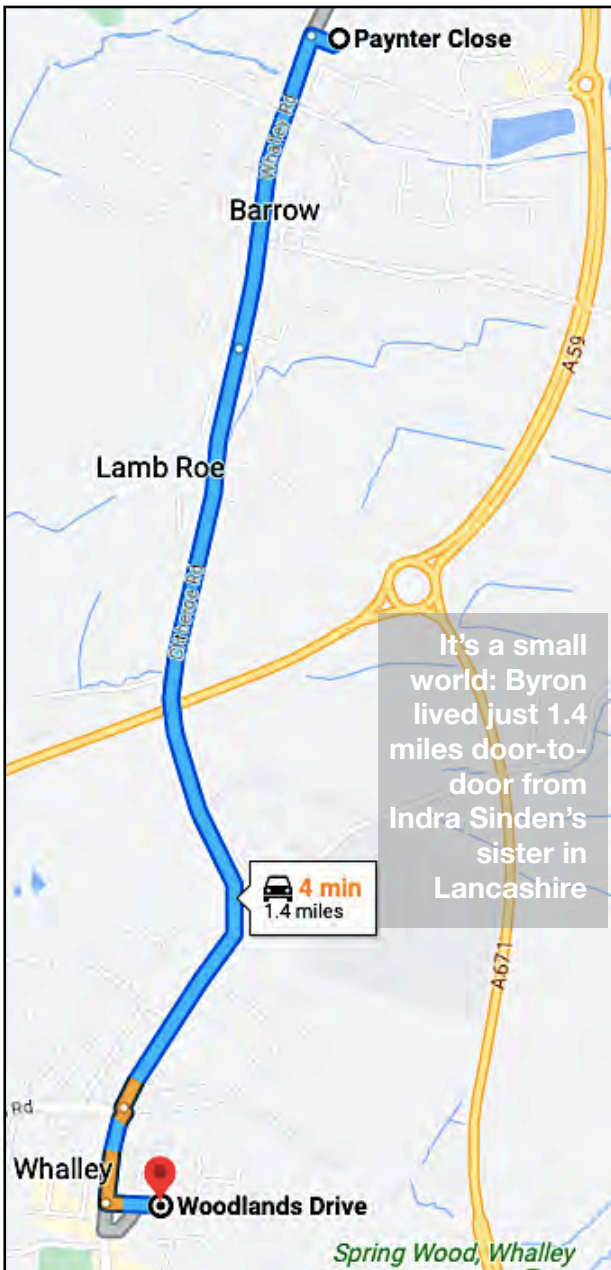 Paynter Close
Whalley Rd
Barrow
A59
Lamb Roe
Clitheroe Rd
It's a small
world: Byron
lived just 1.4
miles door-to-
door from
Indra Sinden's
sister in
Lancashire
4 min
1.4 miles
A671
Rd
Whalley
Woodlands Drive
Spring Wood, Whalley